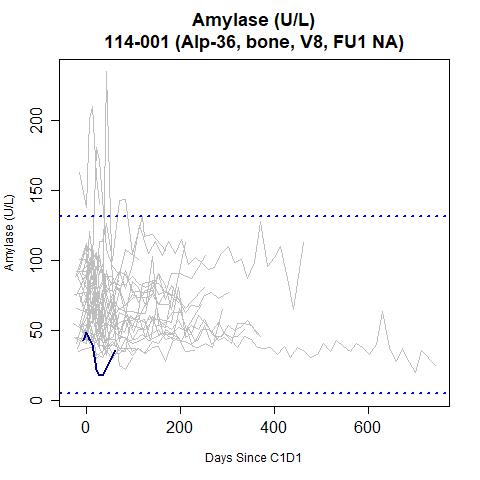 Amylase (U/L)
114-001 (Alp-36, bone, V8, FU1 NA)
Amylase (U/L)
200
150
100
50
0
0 200 400 600
Days Since C1D1